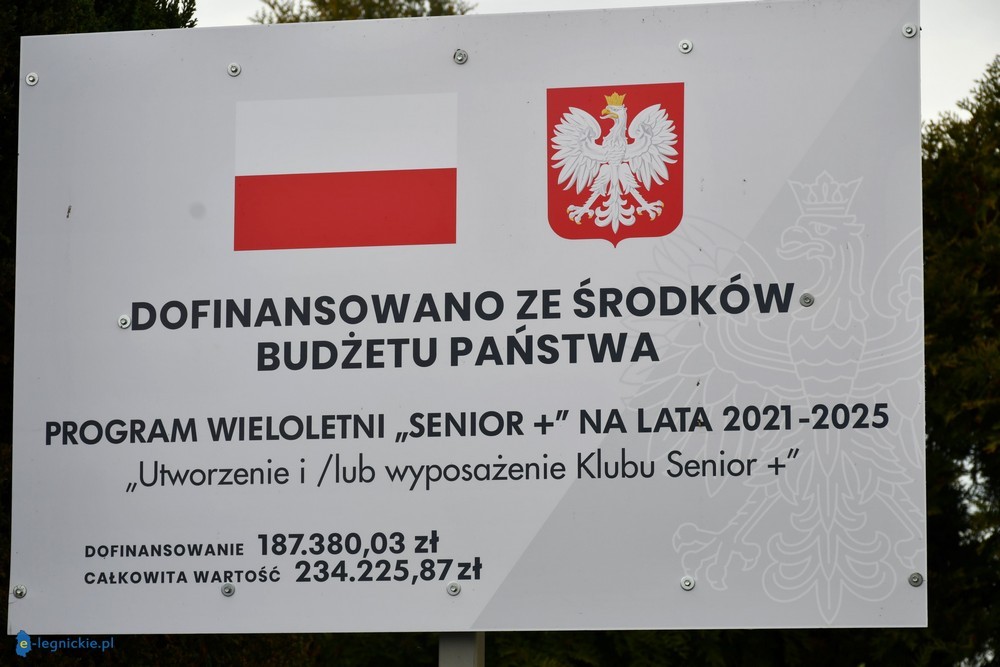 DOFINANSOWANO ZE ŚRODKÓW
BUDŻETU PAŃSTWA
PROGRAM WIELOLETNI „SENIOR +” NA LATA 2021-2025
„Utworzenie i /lub wyposażenie Klubu Senior +”
DOFINANSOWANIE 187.380,03 zł
CAŁKOWITA WARTOŚĆ 234.225,87 zł
e-legnickie.pl